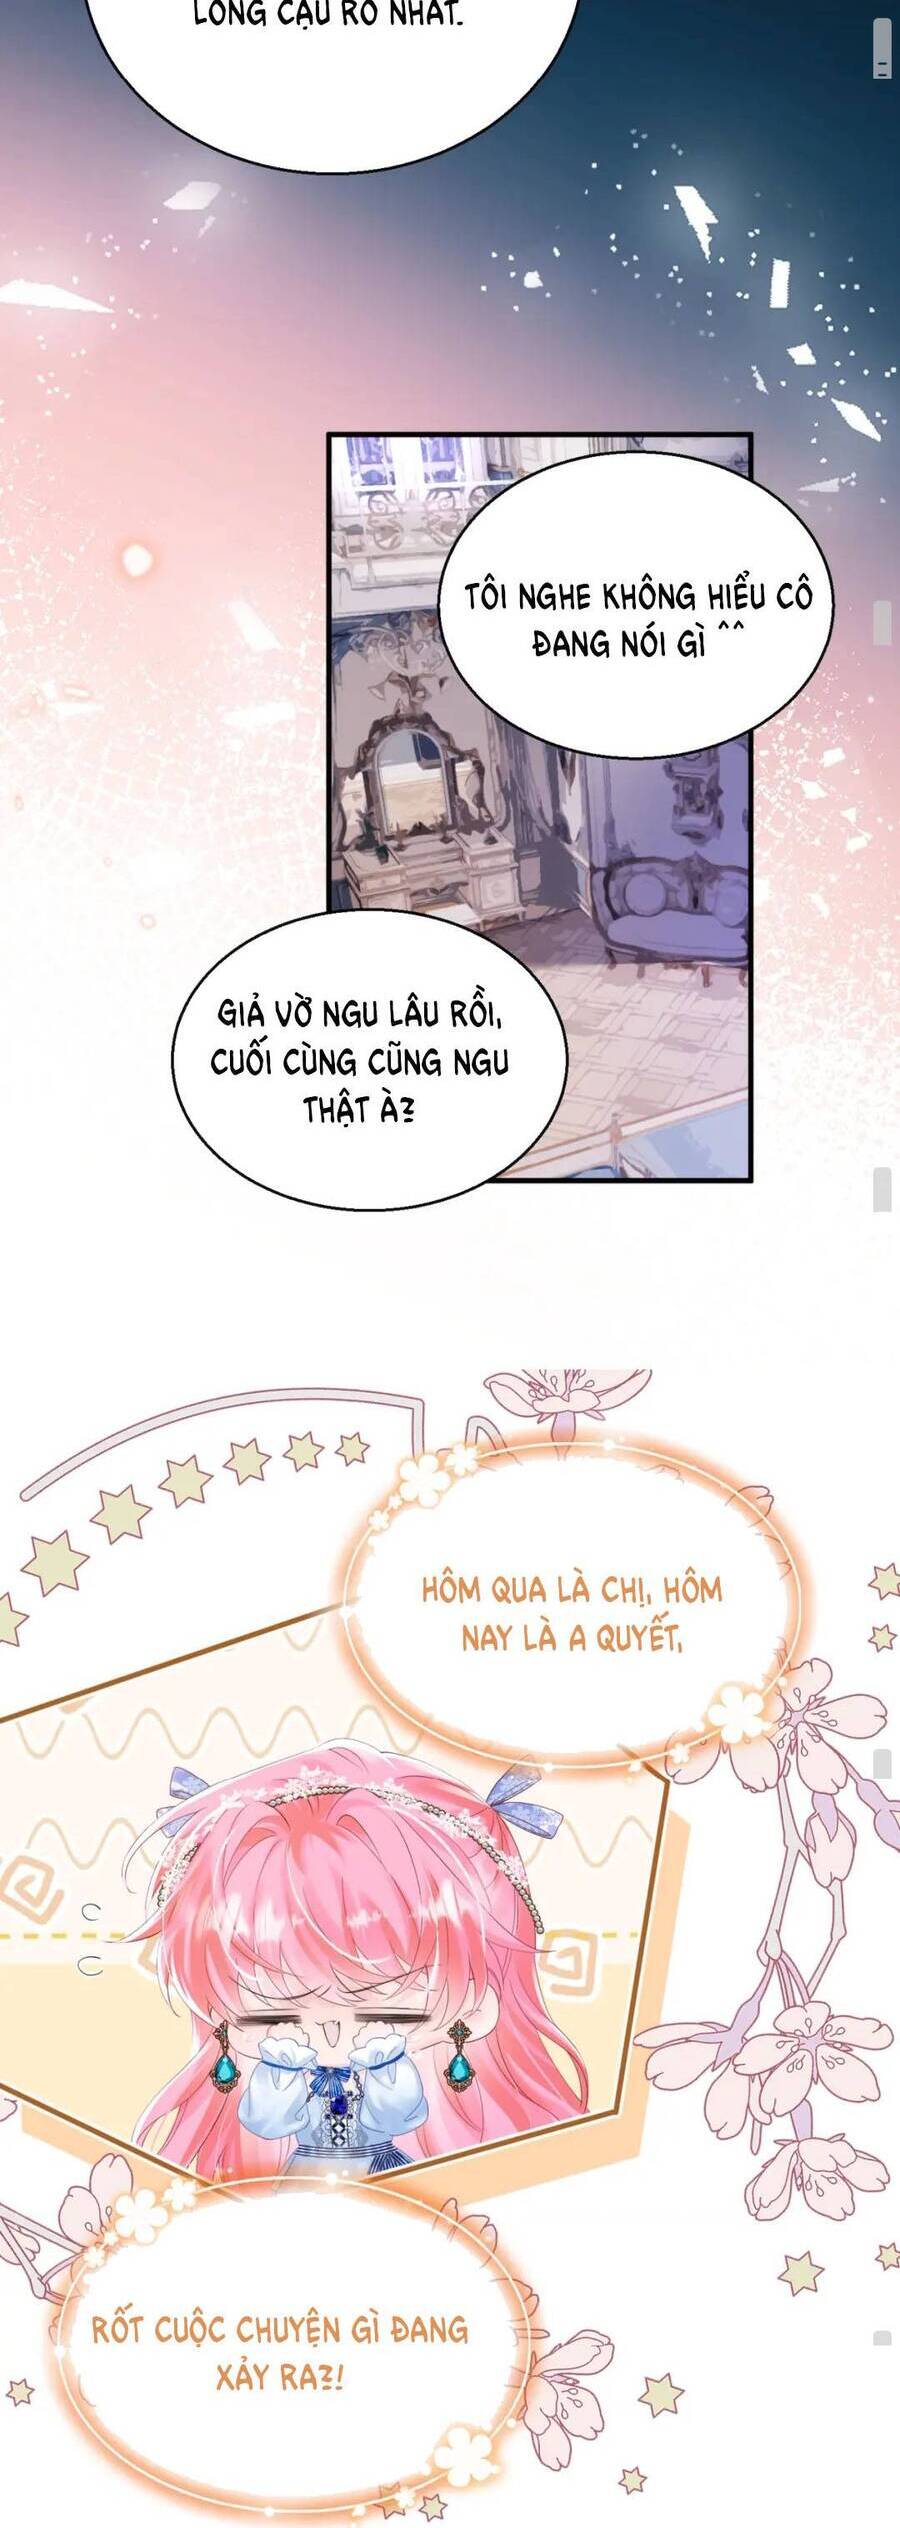 LÒNG CẬU RÕ NHẤT.
TÔI NGHE KHÔNG HIỂU CÔ
ĐANG NÓI GÌ ^^
GIẢ VỜ NGU LÂU RỒI,
CUỐI CÙNG CŨNG NGU
THẬT À?
HÔM QUA LÀ CHỊ, HÔM
NAY LÀ A QUYẾT,
RỐT CUỘC CHUYỆN GÌ ĐANG
XẢY RA?!